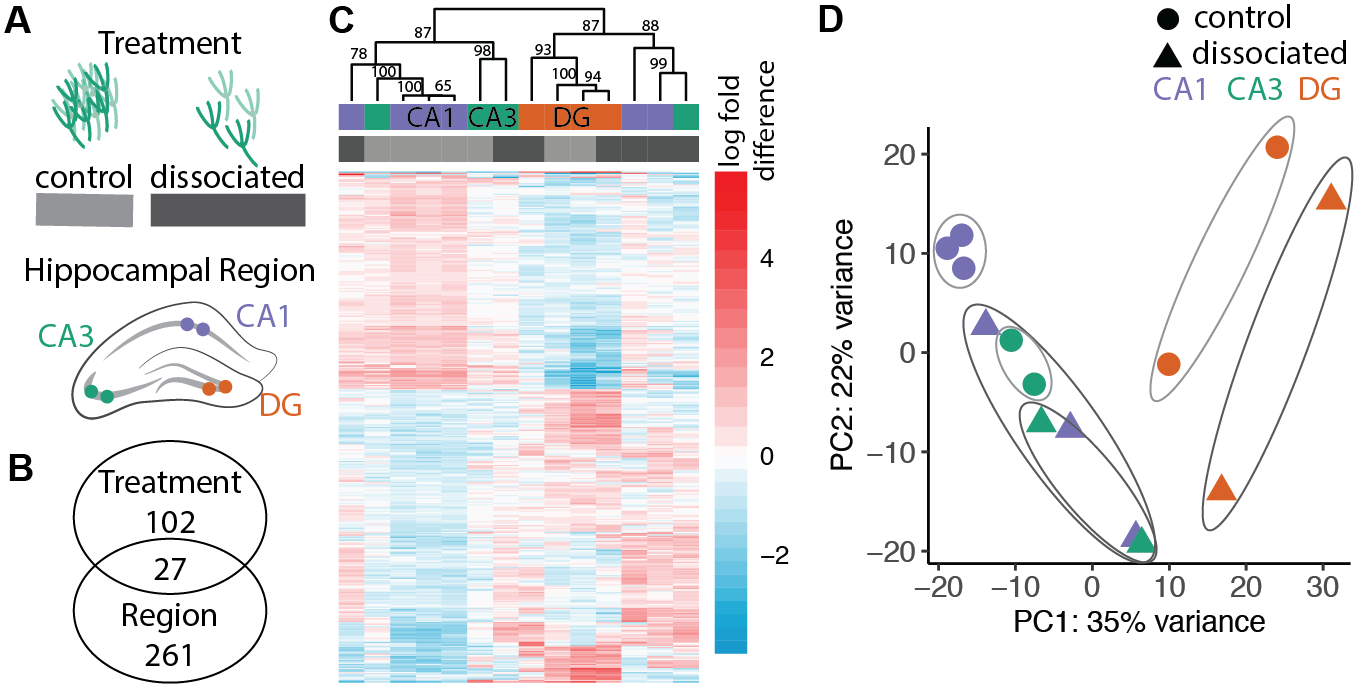 A
Treatment
control dissociated
Hippocampal Region
CA1
CA3
DG
B
Treatment
102
27
Region
261
C
87
87
88
78
98
93
99
100
100
65
100
94
CA1 CA3 DG
log fold
difference
4
2
0
−2
D
control
dissociated
CA1 CA3 DG
PC2: 22% variance
20
10
0
−10
−20
−20 −10 0 10 20 30
PC1: 35% variance